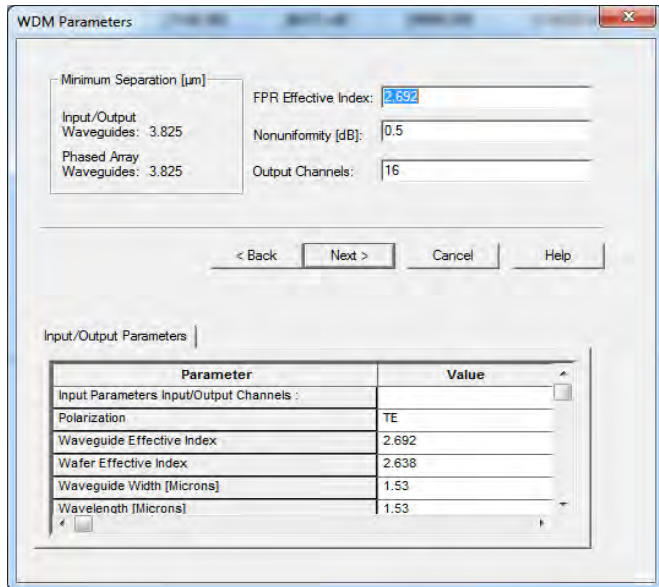 WDM Parameters
Minimum Separation [µm]
Input/Output
Waveguides: 3.825
Phased Array
Waveguides: 3.825
FPR Effective Index: 2.692
Nonuniformity [dB]: 0.5
Output Channels: 16
< Back Next > Cancel Help
Input/Output Parameters
Parameter Value
Input Parameters Input/Output Channels :
Polarization TE
Waveguide Effective Index 2.692
Wafer Effective Index 2.638
Waveguide Width [Microns] 1.53
Wavelength [Microns] 1.53